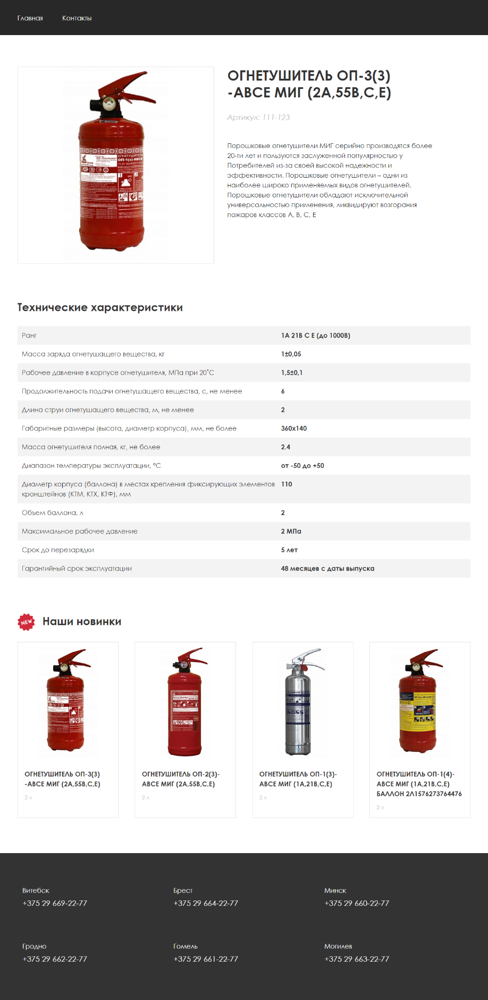 Главная Контакты
ОГНЕТУШИТЕЛЬ ОП-3(З)
-АВСЕ МИГ (2А,55В,С,Е)
Артикул: 111-123
Порошковые огнетушители МИГ серийно производятся более
20-ти лет и пользуются заслуженной популярностью у
Потребителей из-за своей высокой надежности и
эффективности. Порошковые огнетушители – одни из
наиболее широко применяемых видов огнетушителей.
Порошковые огнетушители обладают исключительной
универсальностью применения, ликвидируют возгорания
пожаров классов А, В, С, Е
ОГНЕТУШИТЕЛЬ
ОП-1(з)-АВСЕ
Технические характеристики
Ранг 1А 21В С Е (до 1000В)
Масса заряда огнетушащего вещества, кг 1±0,05
Рабочее давление в корпусе огнетушителя, МПа при 20˚С 1,5±0,1
Продолжительность подачи огнетушащего вещества, с, не менее 6
Длина струи огнетушащего вещества, м, не менее 2
Габаритные размеры (высота, диаметр корпуса), мм, не более 360х140
Масса огнетушителя полная, кг, не более 2.4
Диапазон температуры эксплуатации, °С от -50 до +50
Диаметр корпуса (баллона) в местах крепления фиксирующих элементов 110
кронштейнов (КТМ, КТХ, КТФ), мм
Объем баллона, л 2
Максимальное рабочее давление 2 МПа
Срок до перезарядки 5 лет
Гарантийный срок эксплуатации 48 месяцев с даты выпуска
NEW Наши новинки
ОГНЕТУШИТЕЛЬ ОП-3(З)
-АВСЕ МИГ (2А,55В,С,Е)
2 л
ОГНЕТУШИТЕЛЬ ОП-2(З)-
АВСЕ МИГ (2А,55В,С,Е)
2 л
ОГНЕТУШИТЕЛЬ ОП-1(З)-
АВСЕ МИГ (1А,21В,С,Е)
2 л
ОГНЕТУШИТЕЛЬ ОП-1(4)-
АВСЕ МИГ (1А,21В,С,Е)
БАЛЛОН 2Л1576273764476
2 л
Витебск
+375 29 669-22-77
Брест
+375 29 664-22-77
Минск
+375 29 660-22-77
Гродно
+375 29 662-22-77
Гомель
+375 29 661-22-77
Могилев
+375 29 663-22-77